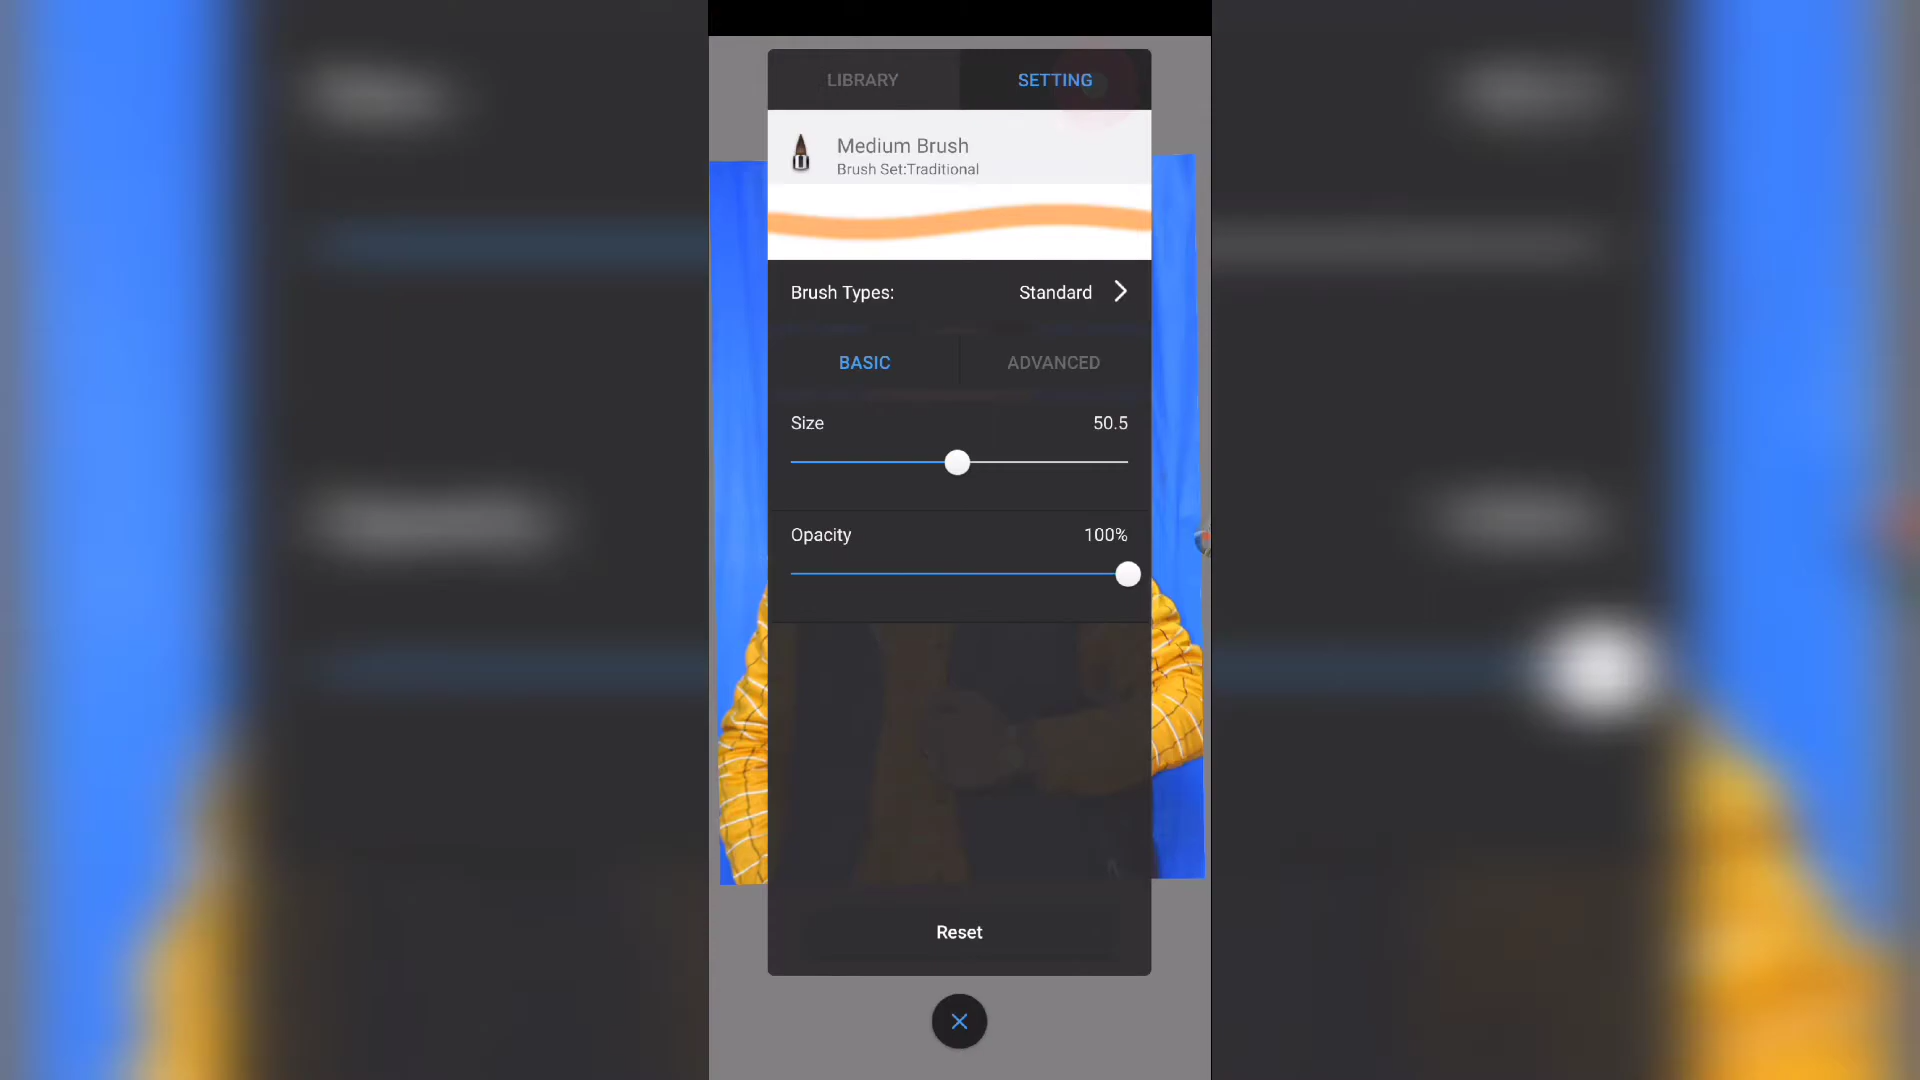 LIBRARY
SETTING
Medium Brush
Brush Set:Traditional
Brush Types:
Standard
BASIC
ADVANCED
Size
50.5
Opacity
100%
Reset